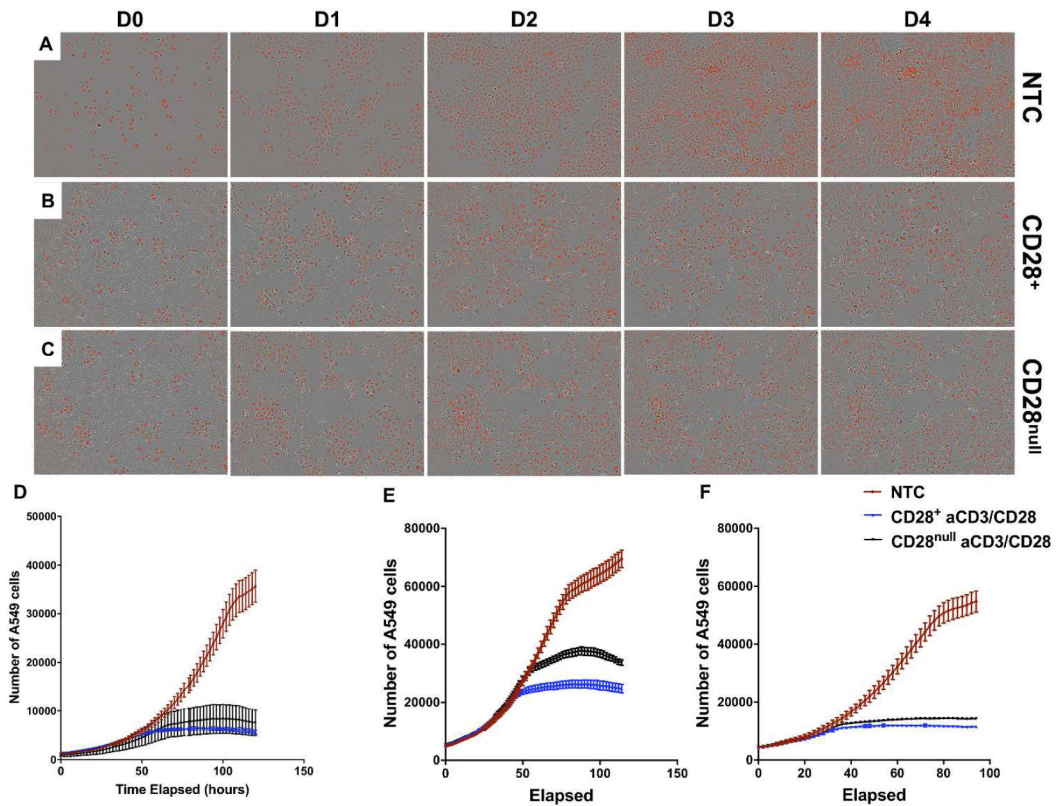 D0 D1 D2 D3 D4
A
NTC
B
CD28+
C
CD28null
D
50000
40000
30000
20000
10000
0
Number of A549 cells
0 50 100 150
Time Elapsed (hours)
E
80000
60000
40000
20000
0
Number of A549 cells
0 50 100 150
Elapsed
F
80000
60000
40000
20000
0
Number of A549 cells
0 20 40 60 80 100
Elapsed
NTC
CD28+ aCD3/CD28
CD28null aCD3/CD28